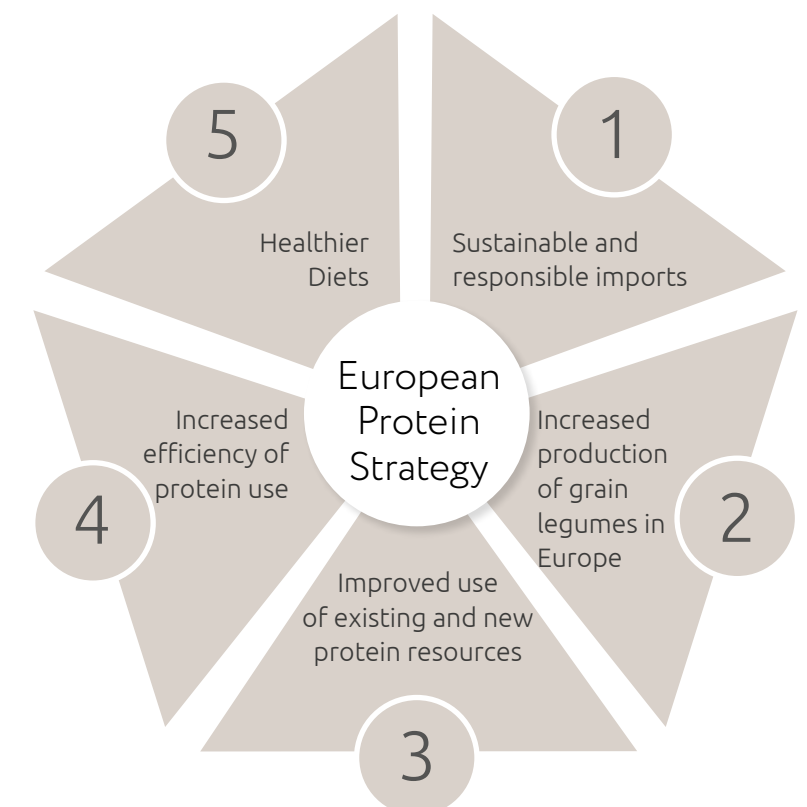 European
Protein
Strategy
1
Sustainable and
responsible imports
2
Increased
production
of grain
legumes in
Europe
3
Improved use
of existing and new
protein resources
4
Increased
efficiency of
protein use
5
Healthier
Diets